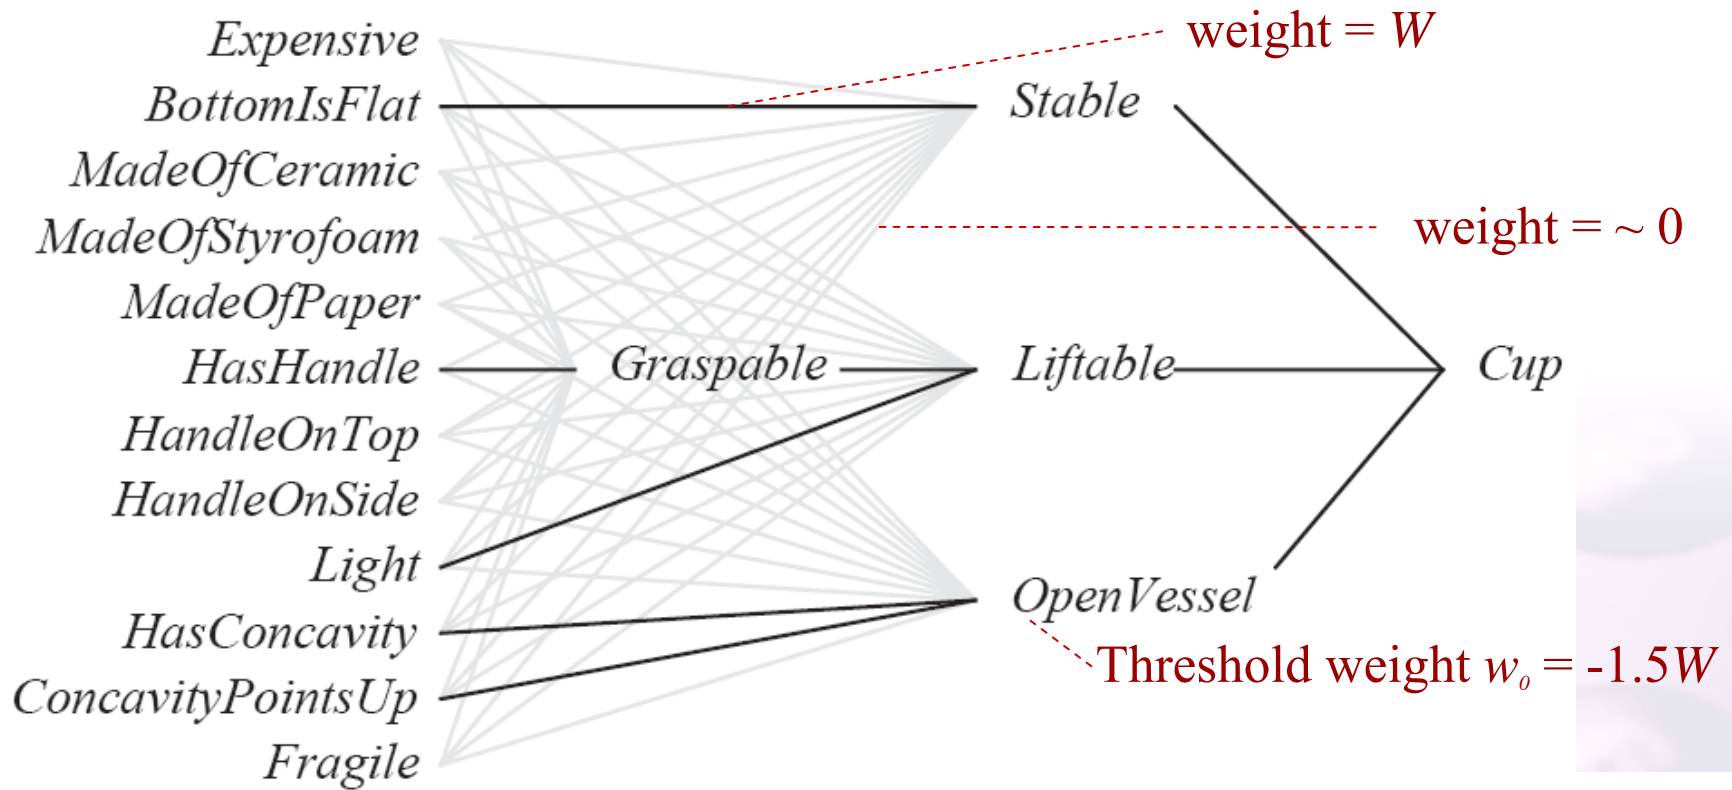 Expensive
BottomIsFlat
MadeOfCeramic
MadeOfStyrofoam
MadeOfPaper
HasHandle
HandleOnTop
HandleOnSide
Light
HasConcavity
ConcavityPointsUp
Fragile
Graspable
Stable
Liftable
OpenVessel
Cup
weight = W
weight = ~ 0
Threshold weight w₀ = -1.5W